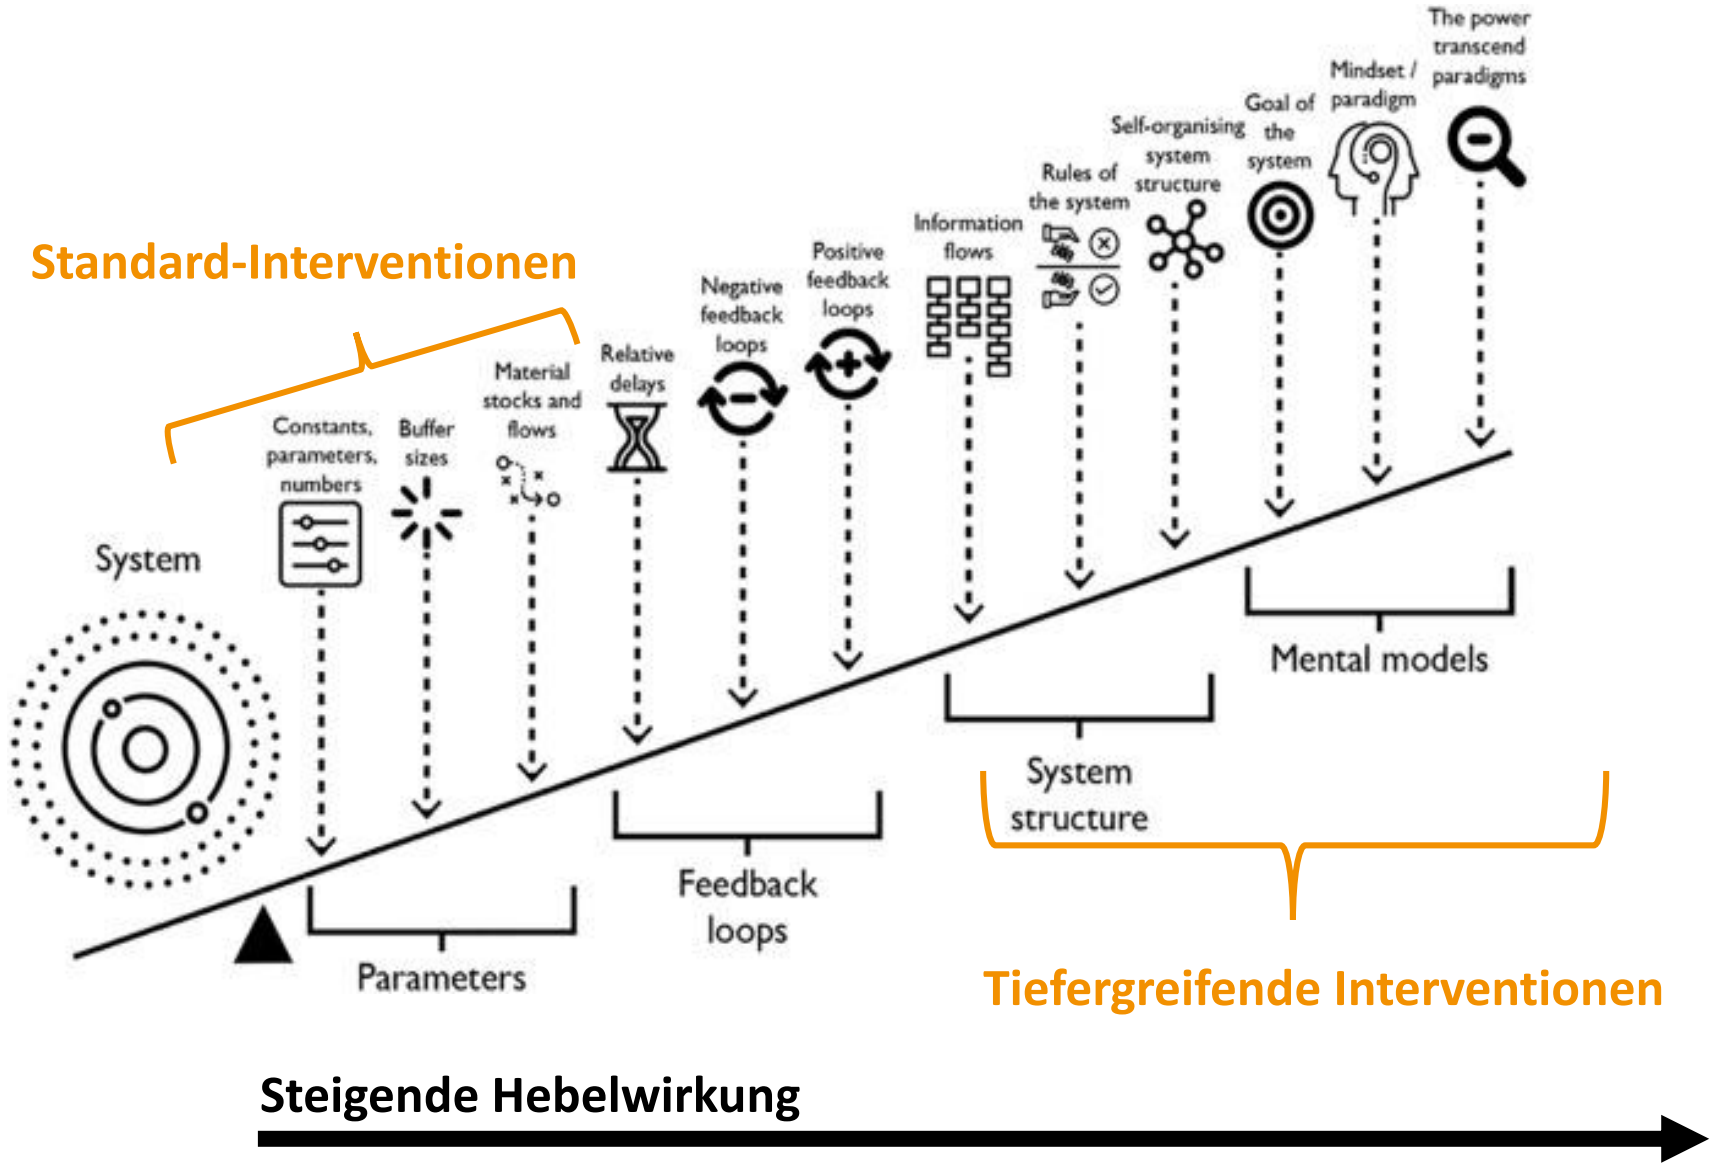 The power
transcend
paradigms
Mindset /
paradigm
Goal of
the
system
Self-organising
system
structure
Rules of
the system
Information
flows
Positive
feedback
loops
Negative
feedback
loops
Relative
delays
Material
stocks and
flows
Buffer
sizes
Constants,
parameters,
numbers
Standard-Interventionen
System
Mental models
System
structure
Feedback
loops
Parameters
Tiefergreifende Interventionen
Steigende Hebelwirkung